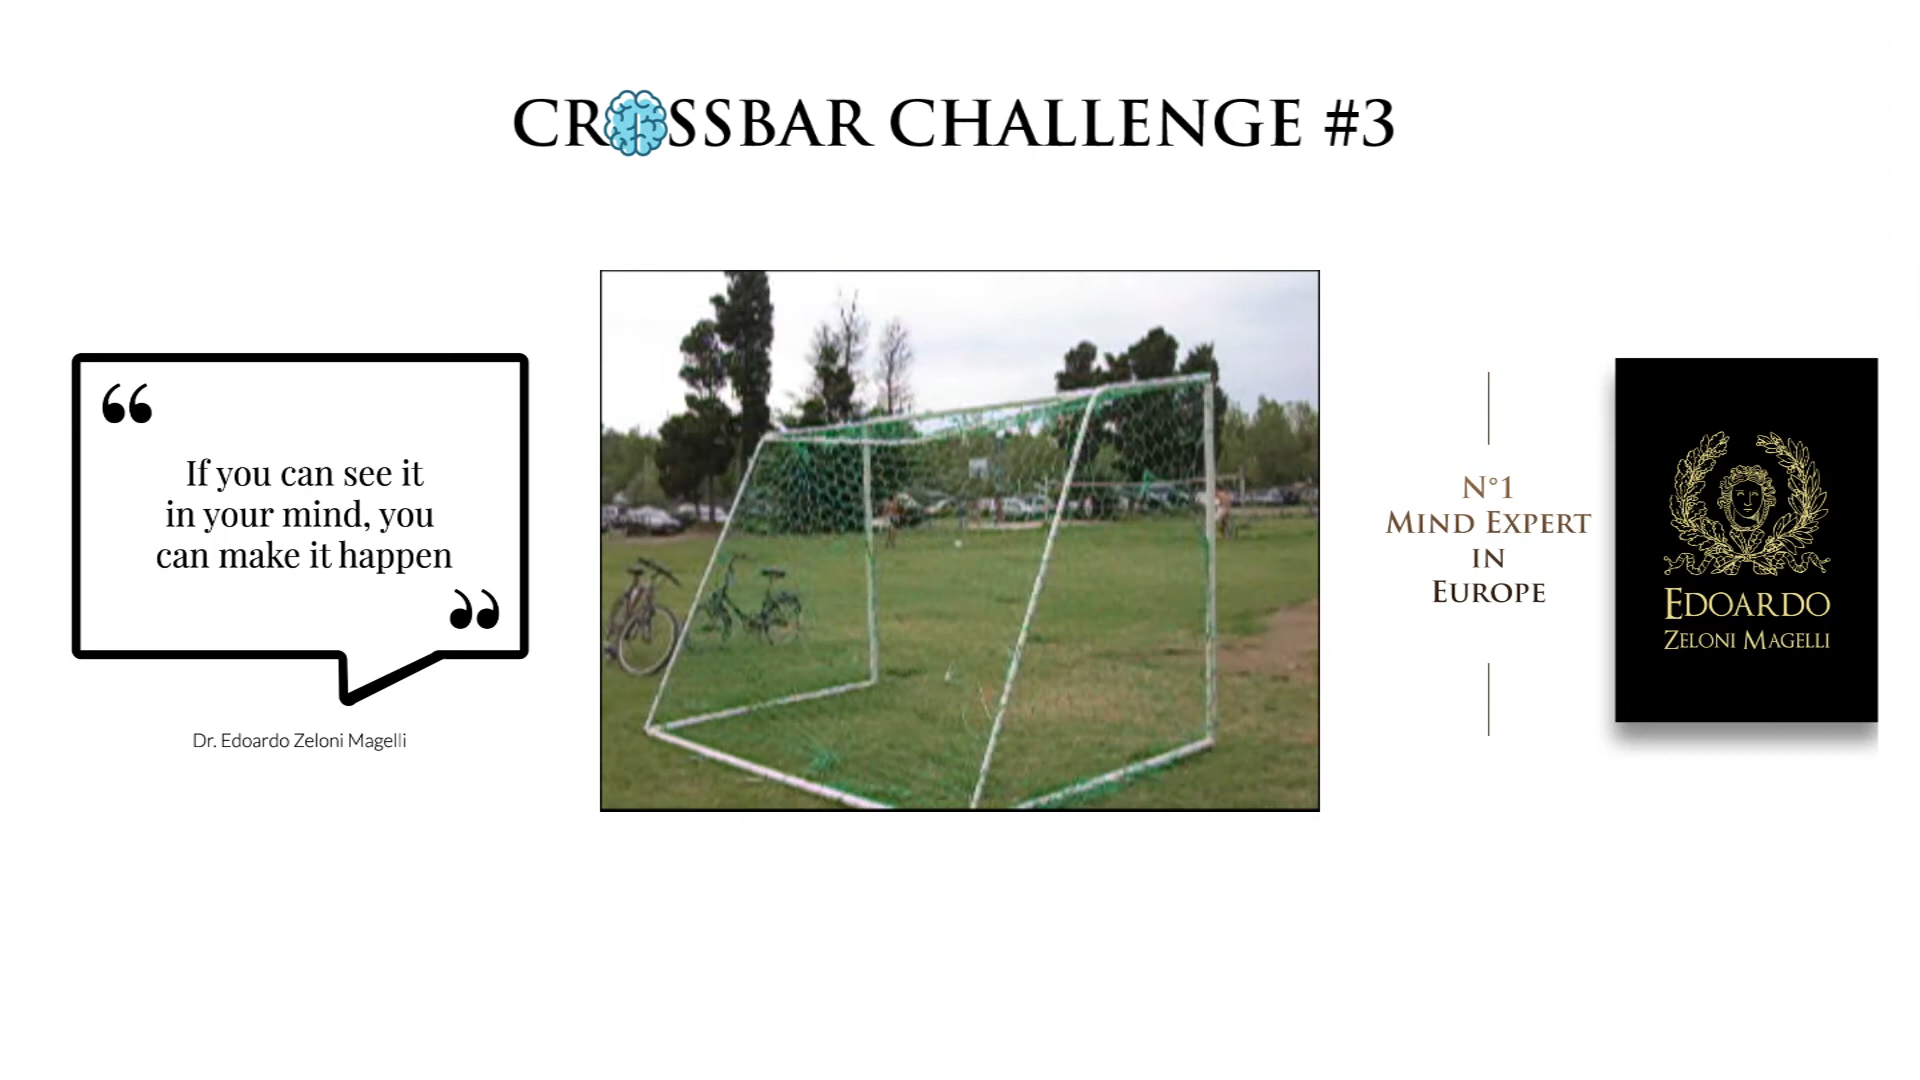 CROSSBAR CHALLENGE #3
“
If you can see it
in your mind, you
can make it happen
”
Dr. Edoardo Zeloni Magelli
N°1
MIND EXPERT
IN
EUROPE
EDOARDO
ZELONI MAGELLI